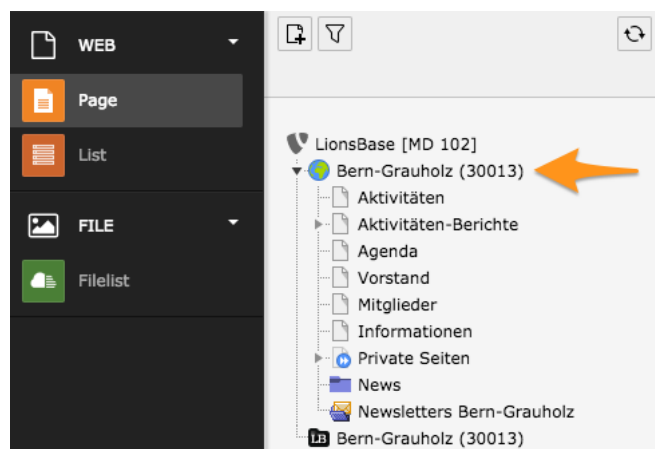 WEB
Page
List
FILE
Filelist
LionsBase [MD 102]
Bern-Grauholz (30013)
Aktivitäten
Aktivitäten-Berichte
Agenda
Vorstand
Mitglieder
Informationen
Private Seiten
News
Newsletters Bern-Grauholz
LB Bern-Grauholz (30013)